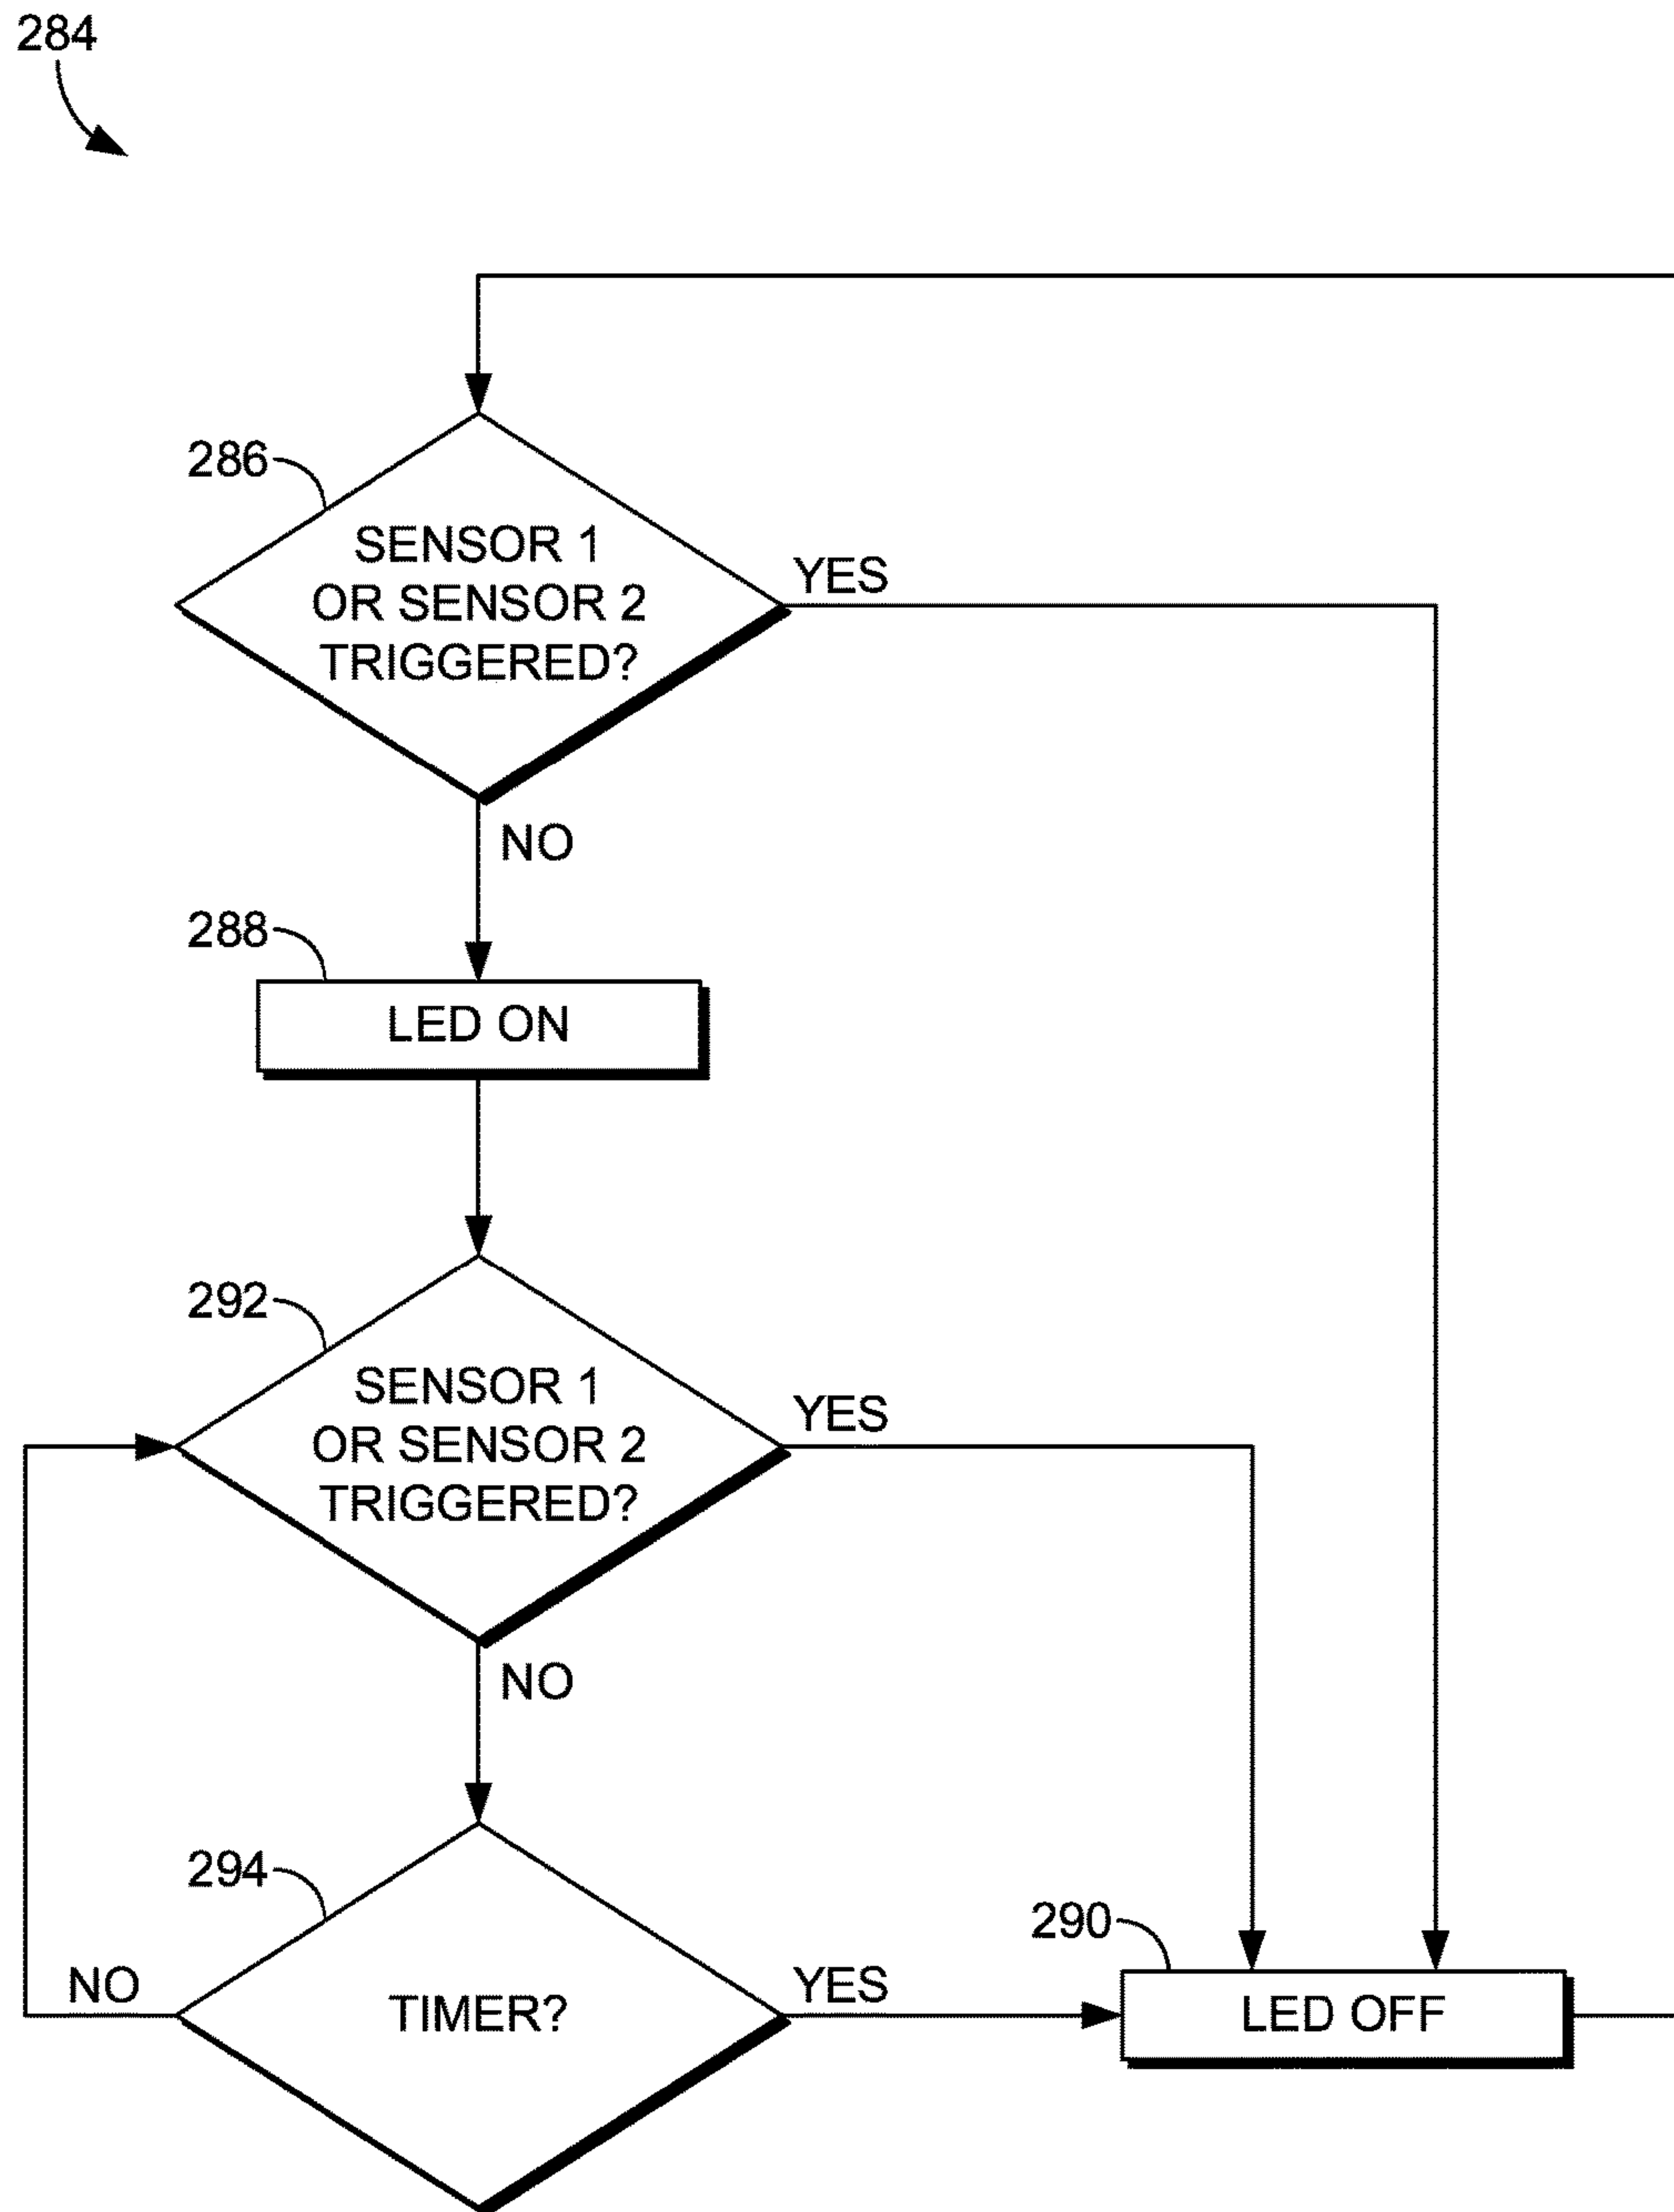 284
286
SENSOR 1
OR SENSOR 2
TRIGGERED?
YES
NO
288
LED ON
292
SENSOR 1
OR SENSOR 2
TRIGGERED?
YES
NO
294
TIMER?
NO
YES
290
LED OFF